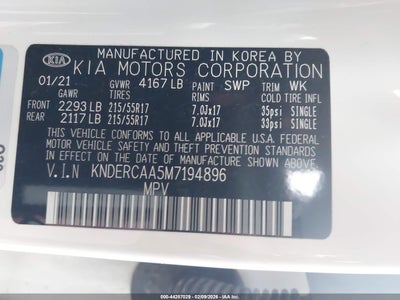 MANUFACTURED IN KOREA BY
KIA KIA MOTORS CORPORATION
01/21 GVWR 4167 LB PAINT SWP TRIM WK
GAWR TIRES RIMS COLD TIRE PRESSURE
FRONT 2293 LB 215/55R17 7.0Jx17 35psi SINGLE
REAR 2117 LB 215/55R17 7.0Jx17 33psi SINGLE
THIS VEHICLE CONFORMS TO ALL APPLICABLE U.S.A. FEDERAL
MOTOR VEHICLE SAFETY, BUMPER, AND THEFT PREVENTION
STANDARDS IN EFFECT ON THE DATE OF MANUFACTURE SHOWN ABOVE.
V.I.N KNDERCAA5M7194896
MPV
000-44287029 - 02/09/2026 - IAA Inc.